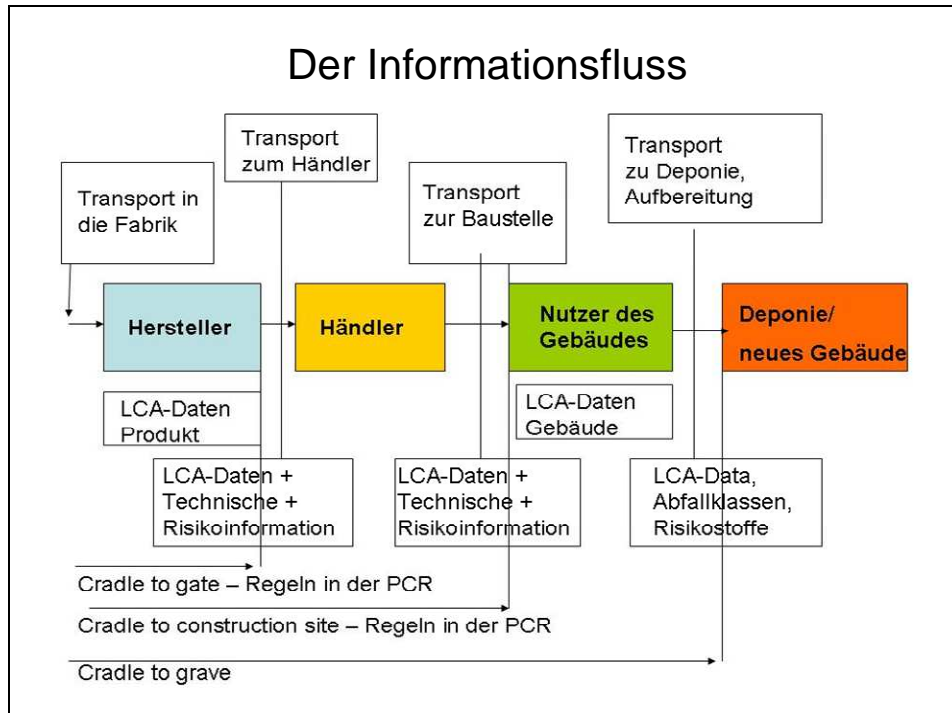 Der Informationsfluss
Transport
zum Händler
Transport
zu Deponie,
Aufbereitung
Transport in
die Fabrik
Transport
zur Baustelle
Hersteller
Händler
Nutzer des
Gebäudes
Deponie/
neues Gebäude
LCA-Daten
Produkt
LCA-Daten
Gebäude
LCA-Daten +
Technische +
Risikoinformation
LCA-Daten +
Technische +
Risikoinformation
LCA-Data,
Abfallklassen,
Risikostoffe
Cradle to gate – Regeln in der PCR
Cradle to construction site – Regeln in der PCR
Cradle to grave